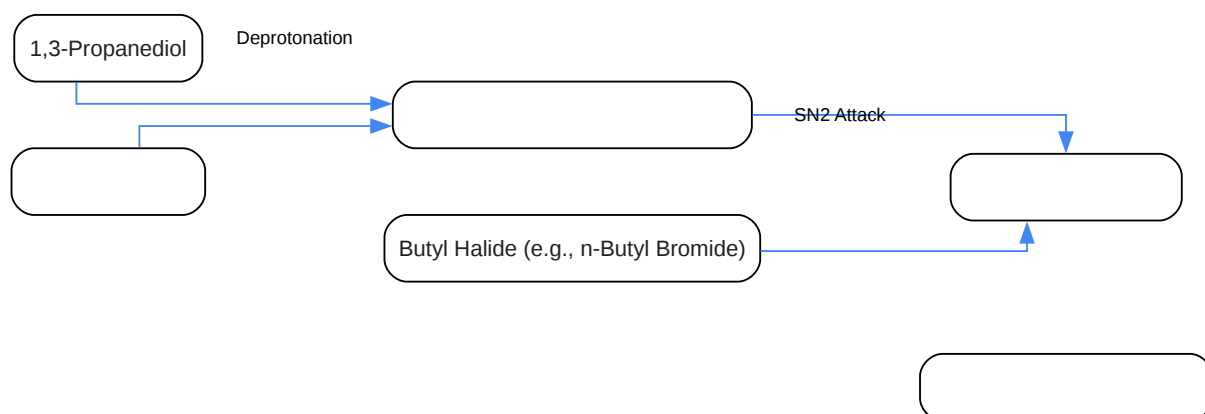 1,3-Propanediol
Deprotonation
SN2 Attack
Butyl Halide (e.g., n-Butyl Bromide)